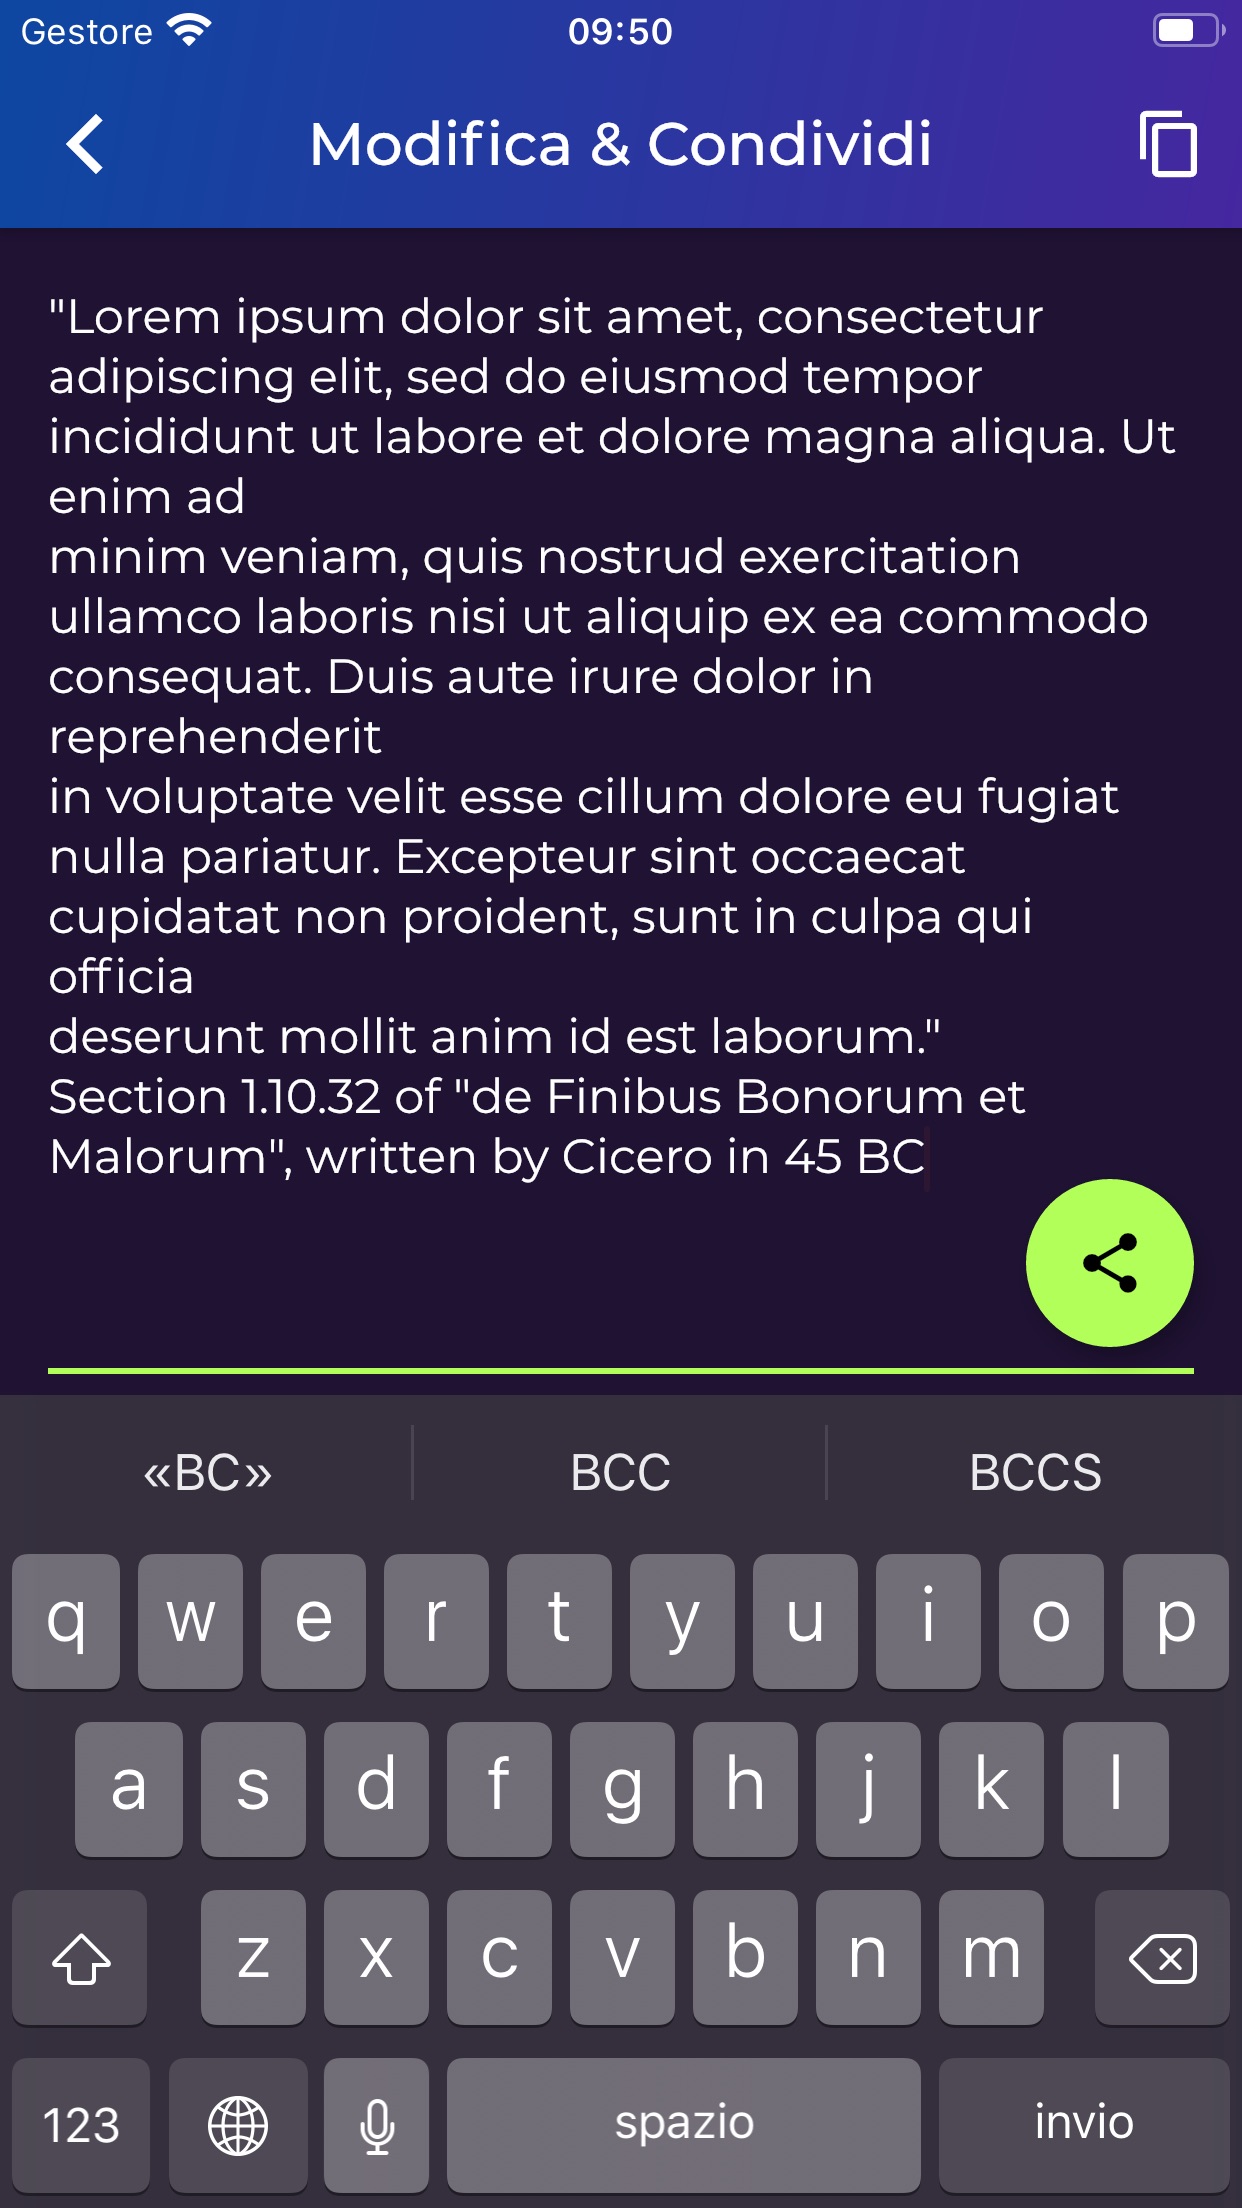 Gestore 09:50
Modifica & Condividi
"Lorem ipsum dolor sit amet, consectetur
adipiscing elit, sed do eiusmod tempor
incididunt ut labore et dolore magna aliqua. Ut
enim ad
minim veniam, quis nostrud exercitation
ullamco laboris nisi ut aliquip ex ea commodo
consequat. Duis aute irure dolor in
reprehenderit
in voluptate velit esse cillum dolore eu fugiat
nulla pariatur. Excepteur sint occaecat
cupidatat non proident, sunt in culpa qui
officia
deserunt mollit anim id est laborum."
Section 1.10.32 of "de Finibus Bonorum et
Malorum", written by Cicero in 45 BC
«BC» BCC BCCS
q w e r t y u i o p
a s d f g h j k l
z x c v b n m
123 spazio invio